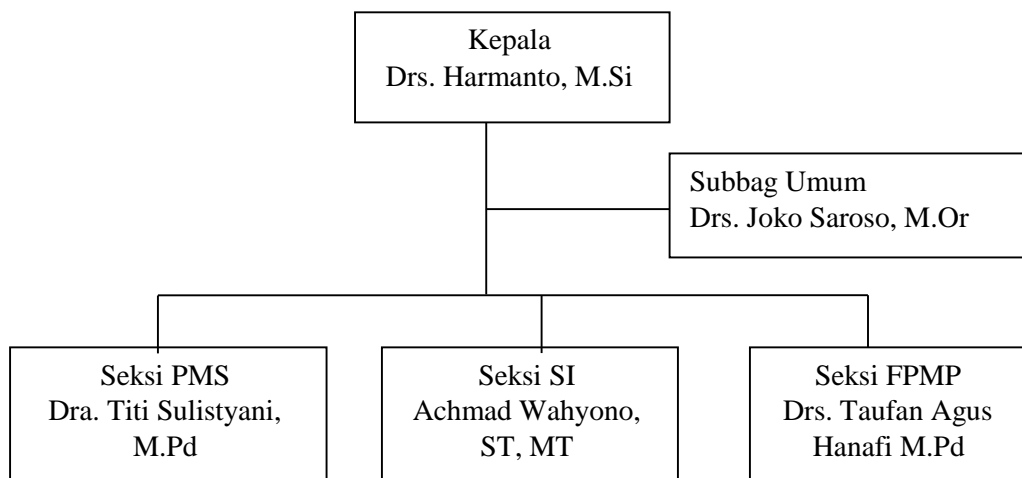 Kepala
Drs. Harmanto, M.Si
Subbag Umum
Drs. Joko Saroso, M.Or
Seksi PMS
Dra. Titi Sulistyani,
M.Pd
Seksi SI
Achmad Wahyono,
ST, MT
Seksi FPMP
Drs. Taufan Agus
Hanafi M.Pd